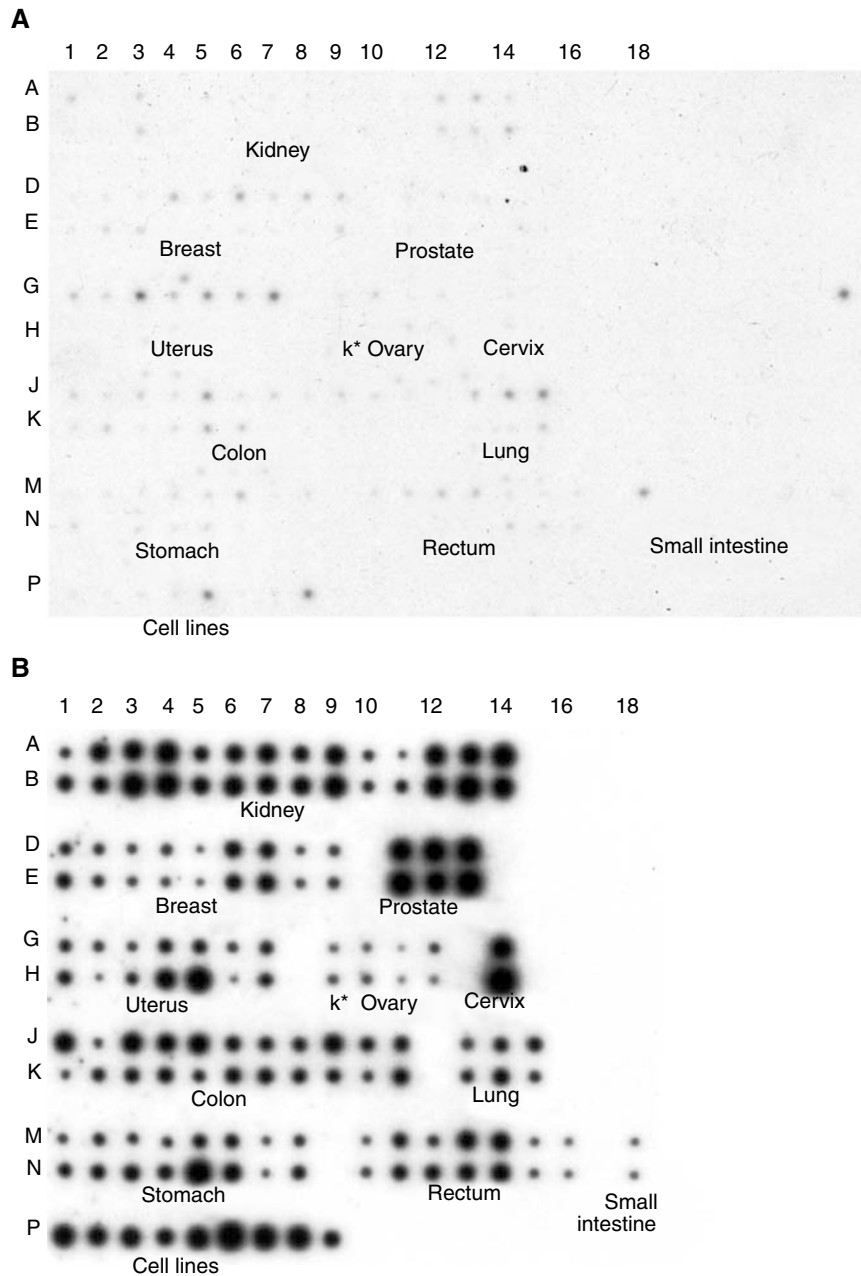 A
1 2 3 4 5 6 7 8 9 10 12 14 16 18
A
B
Kidney
D
E
Breast Prostate
G
H
Uterus k* Ovary Cervix
J
K
Colon Lung
M
N
Stomach Rectum Small intestine
P
Cell lines
B
1 2 3 4 5 6 7 8 9 10 12 14 16 18
A
B
Kidney
D
E
Breast Prostate
G
H
Uterus k* Ovary Cervix
J
K
Colon Lung
M
N
Stomach Rectum Small
intestine
P
Cell lines